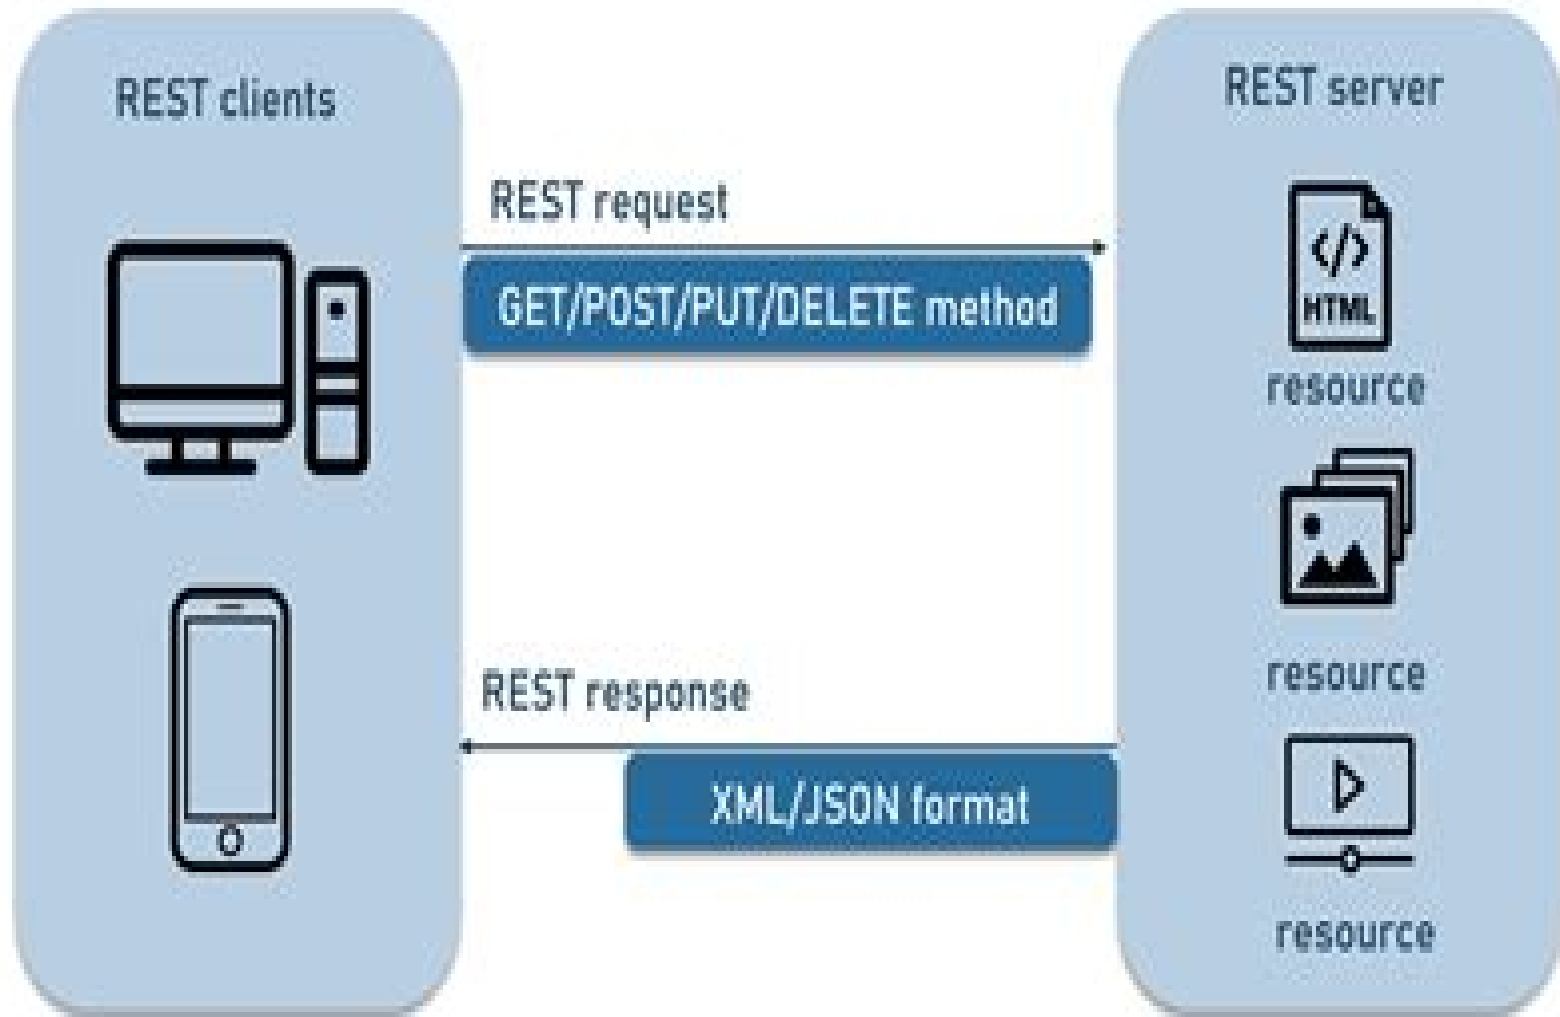 REST clients
REST request
GET/POST/PUT/DELETE method
REST response
XML/JSON format
REST server
</>
HTML
resource
resource
resource